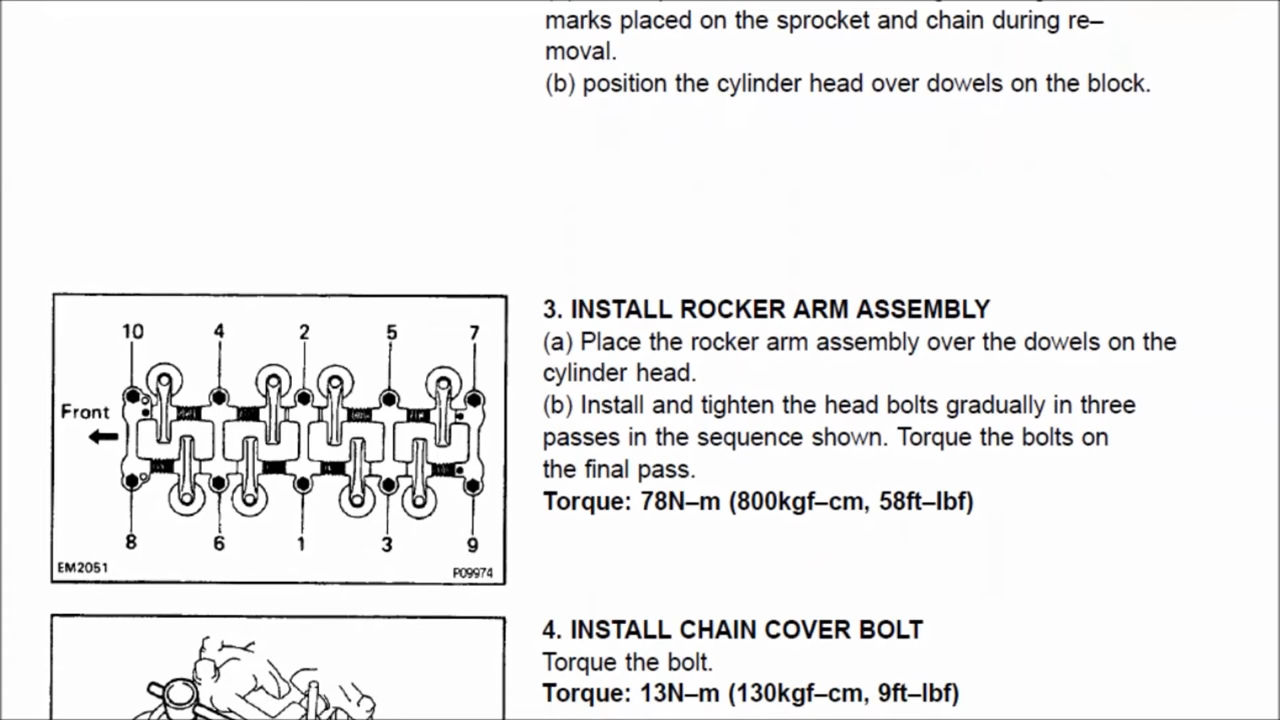 marks placed on the sprocket and chain during re–
moval.
(b) position the cylinder head over dowels on the block.
10 4 2 5 7
Front
8 6 1 3 9
EM2051 P09974
3. INSTALL ROCKER ARM ASSEMBLY
(a) Place the rocker arm assembly over the dowels on the
cylinder head.
(b) Install and tighten the head bolts gradually in three
passes in the sequence shown. Torque the bolts on
the final pass.
Torque: 78N–m (800kgf–cm, 58ft–lbf)
4. INSTALL CHAIN COVER BOLT
Torque the bolt.
Torque: 13N–m (130kgf–cm, 9ft–lbf)